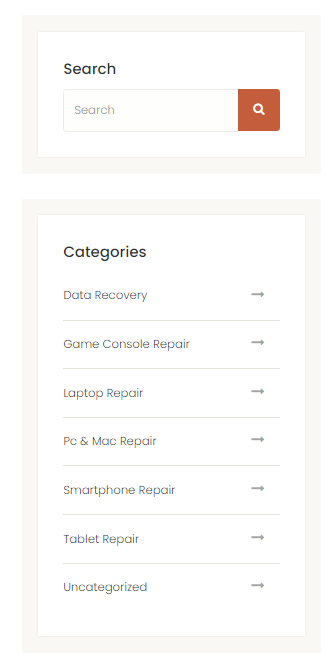 Search
Search
Categories
Data Recovery
Game Console Repair
Laptop Repair
Pc & Mac Repair
Smartphone Repair
Tablet Repair
Uncategorized